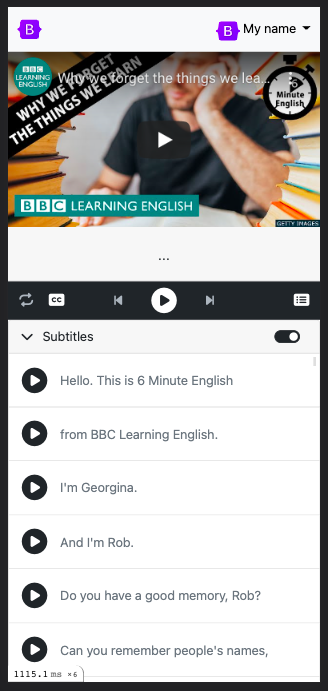 B
B My name
BBC
LEARNING
ENGLISH
Why we forget the things we lea...
WHY WE FORGET
THE THINGS WE LEARN
6
Minute
English
BBC LEARNING ENGLISH
GETTY IMAGES
...
CC
Subtitles
Hello. This is 6 Minute English
from BBC Learning English.
I'm Georgina.
And I'm Rob.
Do you have a good memory, Rob?
Can you remember people's names,
1115.1 ms ×6